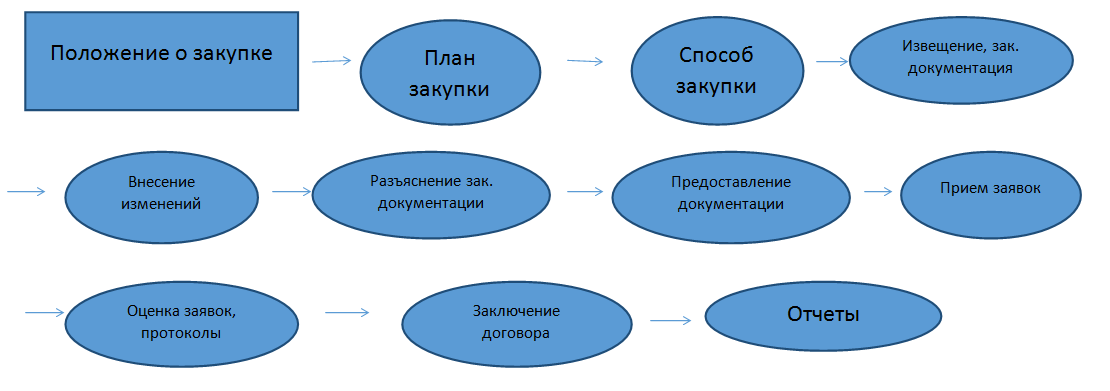 Положение о закупке
План
закупки
Способ
закупки
Извещение, зак.
документация
Внесение
изменений
Разъяснение зак.
документации
Предоставление
документации
Прием заявок
Оценка заявок,
протоколы
Заключение
договора
Отчеты